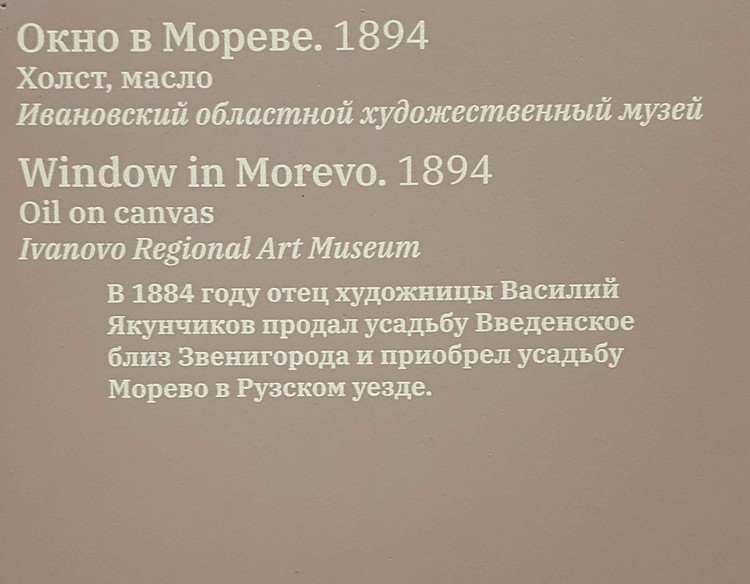 Окно в Мореве. 1894
Холст, масло
Ивановский областной художественный музей
Window in Morevo. 1894
Oil on canvas
Ivanovo Regional Art Museum
В 1884 году отец художницы Василий
Якунчиков продал усадьбу Введенское
близ Звенигорода и приобрел усадьбу
Морево в Рузском уезде.